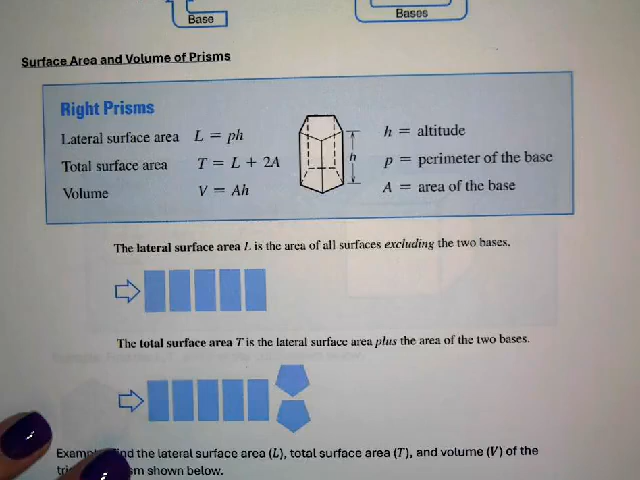 Base
Bases
Surface Area and Volume of Prisms
Right Prisms
Lateral surface area L = ph
Total surface area T = L + 2A
Volume V = Ah
h
h = altitude
p = perimeter of the base
A = area of the base
The lateral surface area L is the area of all surfaces excluding the two bases.
The total surface area T is the lateral surface area plus the area of the two bases.
find the lateral surface area (L), total surface area (T), and volume (V) of the
shown below.